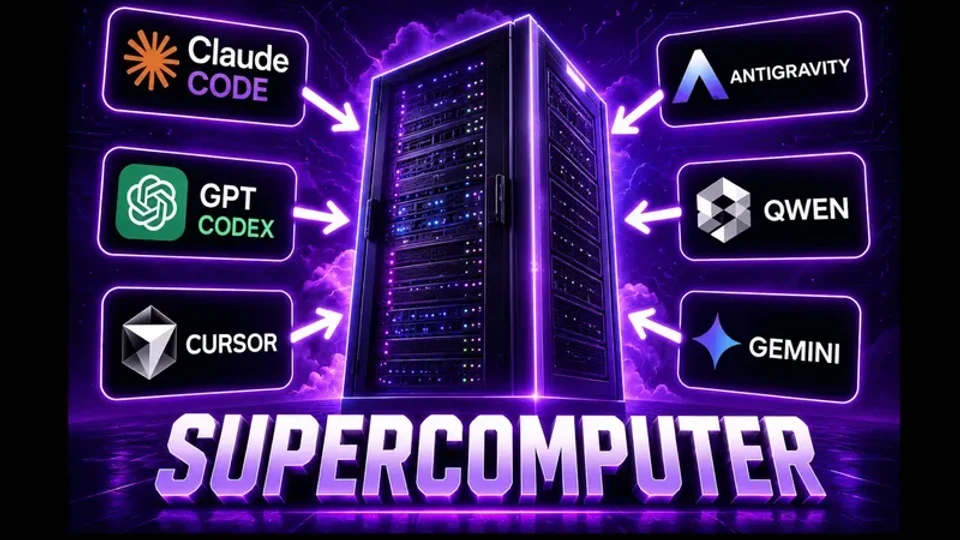 Claude
CODE
GPT
CODEX
CURSOR
ANTIGRAVITY
QWEN
GEMINI
SUPERCOMPUTER